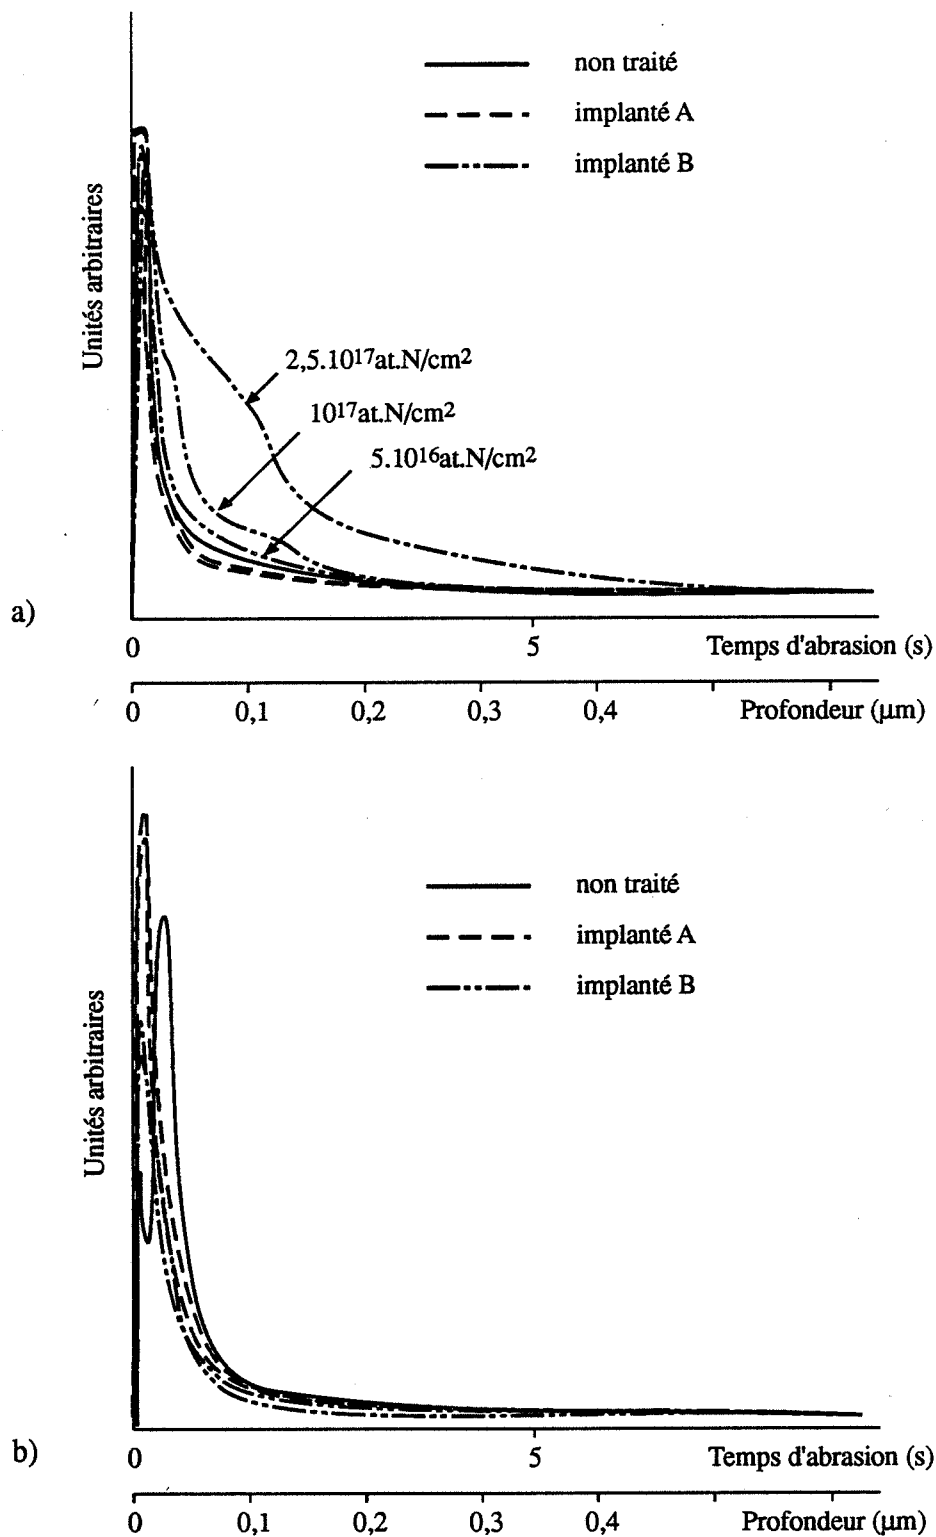 non traité
implanté A
implanté B
Unités arbitraires
2,5.10¹⁷at.N/cm²
10¹⁷at.N/cm²
5.10¹⁶at.N/cm²
a)
0 5 Temps d'abrasion (s)
0 0,1 0,2 0,3 0,4 Profondeur (µm)
non traité
implanté A
implanté B
Unités arbitraires
b)
0 5 Temps d'abrasion (s)
0 0,1 0,2 0,3 0,4 Profondeur (µm)